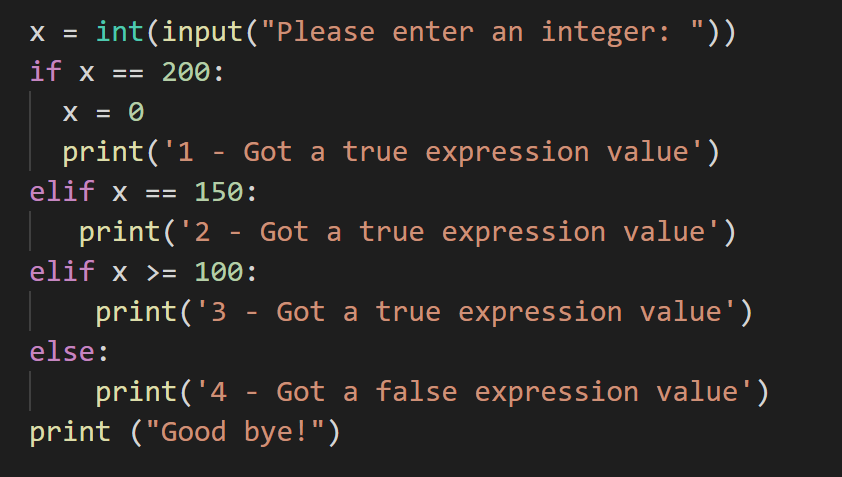 x = int(input("Please enter an integer: "))
if x == 200:
  x = 0
  print('1 - Got a true expression value')
elif x == 150:
   print('2 - Got a true expression value')
elif x >= 100:
    print('3 - Got a true expression value')
else:
    print('4 - Got a false expression value')
print ("Good bye!")